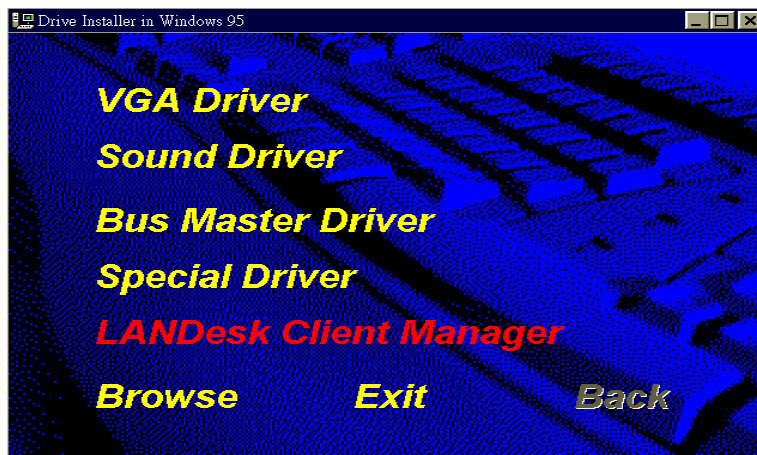 Drive Installer in Windows 95
VGA Driver
Sound Driver
Bus Master Driver
Special Driver
LANDesk Client Manager
Browse Exit Back